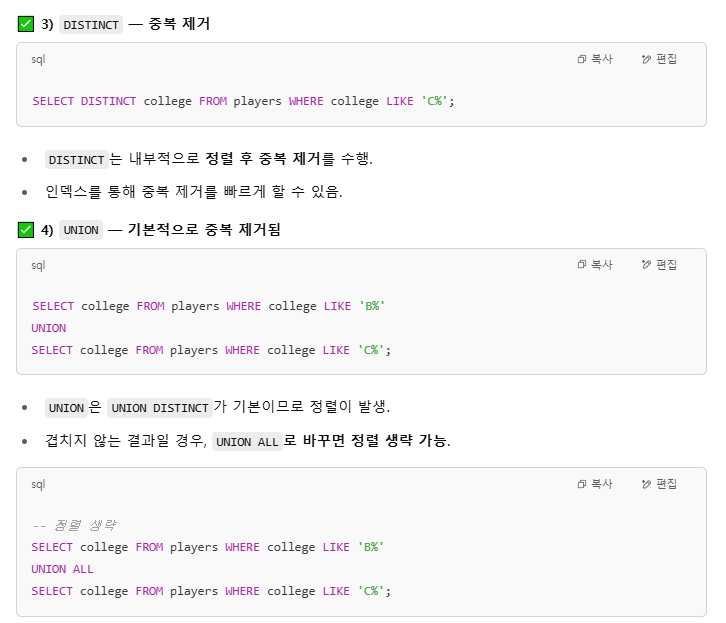 ✅ 3) DISTINCT — 중복 제거
sql
복사
편집
SELECT DISTINCT college FROM players WHERE college LIKE 'C%';
• DISTINCT는 내부적으로 정렬 후 중복 제거를 수행.
• 인덱스를 통해 중복 제거를 빠르게 할 수 있음.
✅ 4) UNION — 기본적으로 중복 제거됨
sql
복사
편집
SELECT college FROM players WHERE college LIKE 'B%'
UNION
SELECT college FROM players WHERE college LIKE 'C%';
• UNION은 UNION DISTINCT가 기본이므로 정렬이 발생.
• 겹치지 않는 결과일 경우, UNION ALL로 바꾸면 정렬 생략 가능.
sql
복사
편집
-- 정렬 생략
SELECT college FROM players WHERE college LIKE 'B%'
UNION ALL
SELECT college FROM players WHERE college LIKE 'C%';